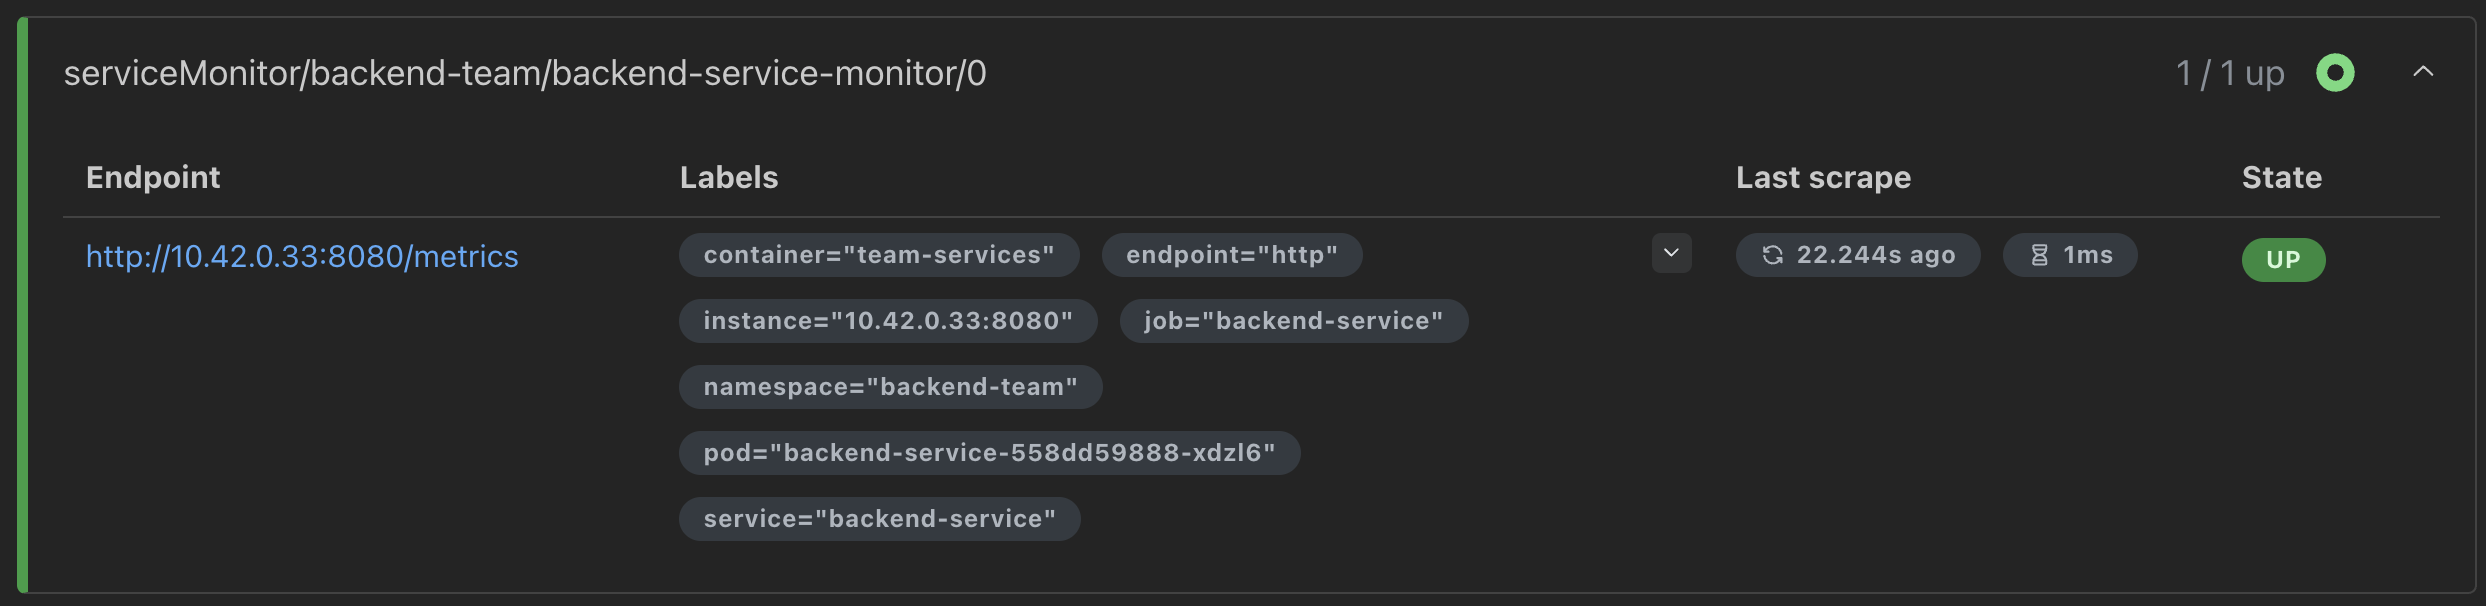 serviceMonitor/backend-team/backend-service-monitor/0 1 / 1 up
Endpoint Labels Last scrape State
http://10.42.0.33:8080/metrics container="team-services" endpoint="http" 22.244s ago 1ms UP
instance="10.42.0.33:8080" job="backend-service"
namespace="backend-team"
pod="backend-service-558dd59888-xdzl6"
service="backend-service"